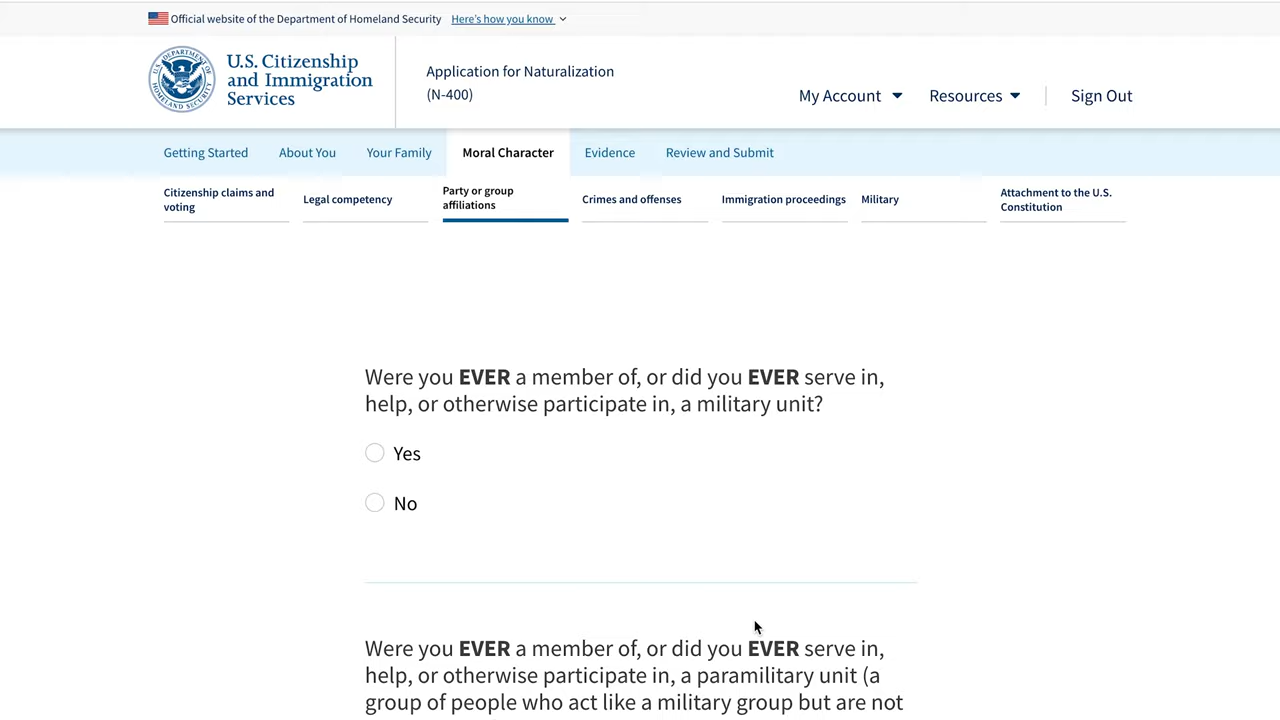 Official website of the Department of Homeland Security Here's how you know
U.S. Citizenship
and Immigration
Services
Application for Naturalization
(N-400)
My Account
Resources
Sign Out
Getting Started
About You
Your Family
Moral Character
Evidence
Review and Submit
Citizenship claims and
voting
Legal competency
Party or group
affiliations
Crimes and offenses
Immigration proceedings
Military
Attachment to the U.S.
Constitution
Were you EVER a member of, or did you EVER serve in,
help, or otherwise participate in, a military unit?
Yes
No
Were you EVER a member of, or did you EVER serve in,
help, or otherwise participate in, a paramilitary unit (a
group of people who act like a military group but are not